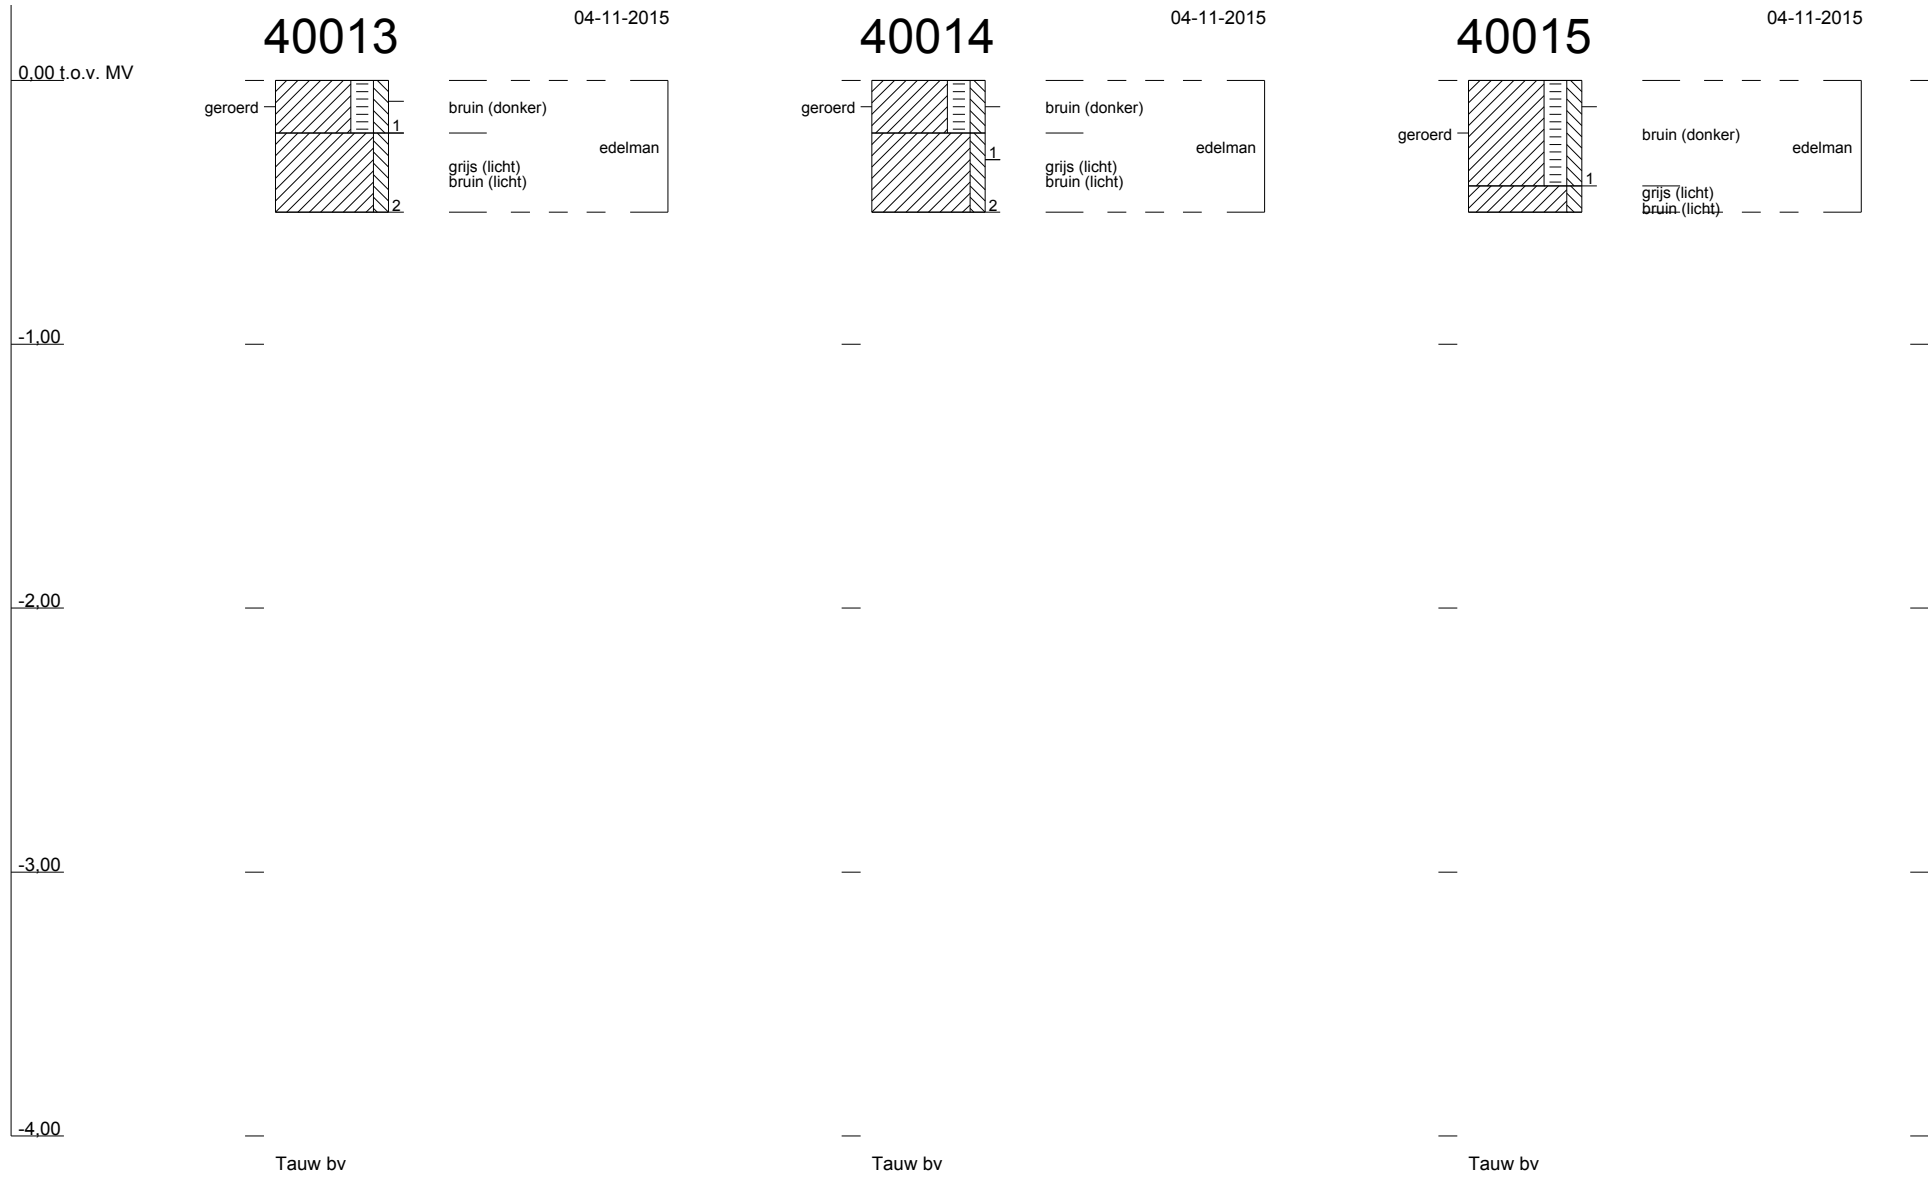 40013
04-11-2015
40014
04-11-2015
40015
04-11-2015
0,00 t.o.v. MV
geroerd
1
2
bruin (donker)
grijs (licht)
bruin (licht)
edelman
geroerd
1
2
bruin (donker)
grijs (licht)
bruin (licht)
edelman
geroerd
1
bruin (donker)
grijs (licht)
bruin (licht)
edelman
-1,00
-2,00
-3,00
-4,00
Tauw bv
Tauw bv
Tauw bv